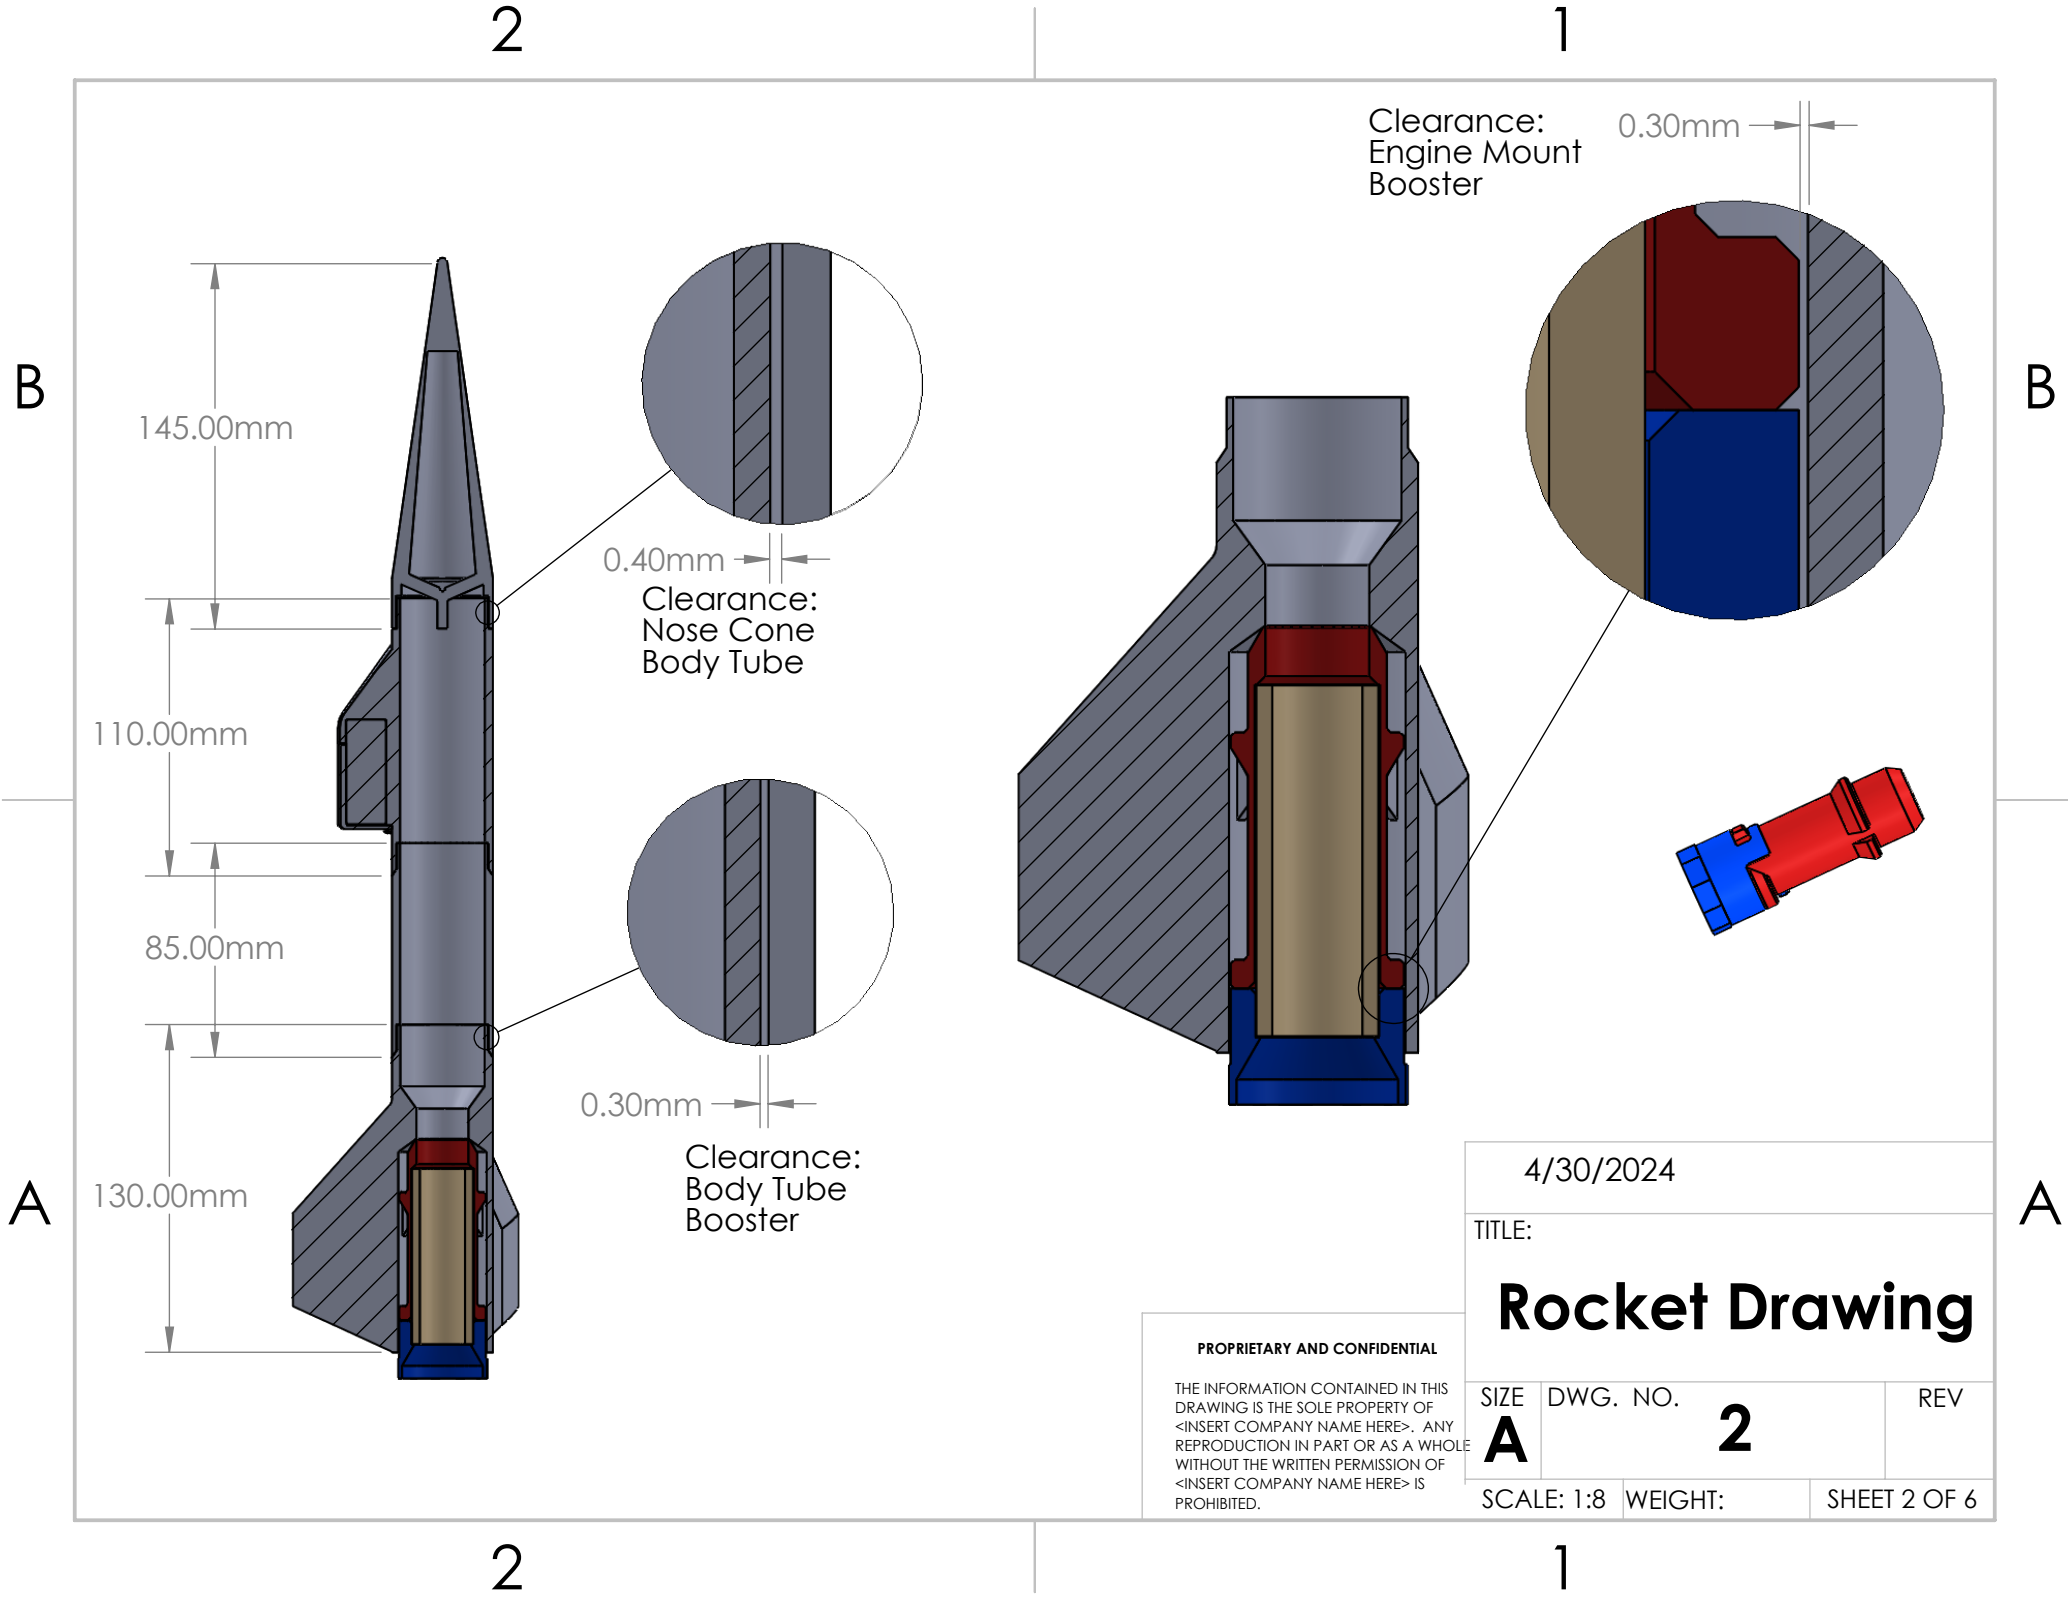 2
1
Clearance:
Engine Mount
Booster
0.30mm
B
B
145.00mm
0.40mm
Clearance:
Nose Cone
Body Tube
110.00mm
85.00mm
0.30mm
Clearance:
Body Tube
Booster
130.00mm
A
A
4/30/2024
TITLE:
Rocket Drawing
PROPRIETARY AND CONFIDENTIAL
THE INFORMATION CONTAINED IN THIS
DRAWING IS THE SOLE PROPERTY OF
<INSERT COMPANY NAME HERE>. ANY
REPRODUCTION IN PART OR AS A WHOLE
WITHOUT THE WRITTEN PERMISSION OF
<INSERT COMPANY NAME HERE> IS
PROHIBITED.
SIZE
A
DWG. NO.
2
REV
SCALE: 1:8
WEIGHT:
SHEET 2 OF 6
2
1